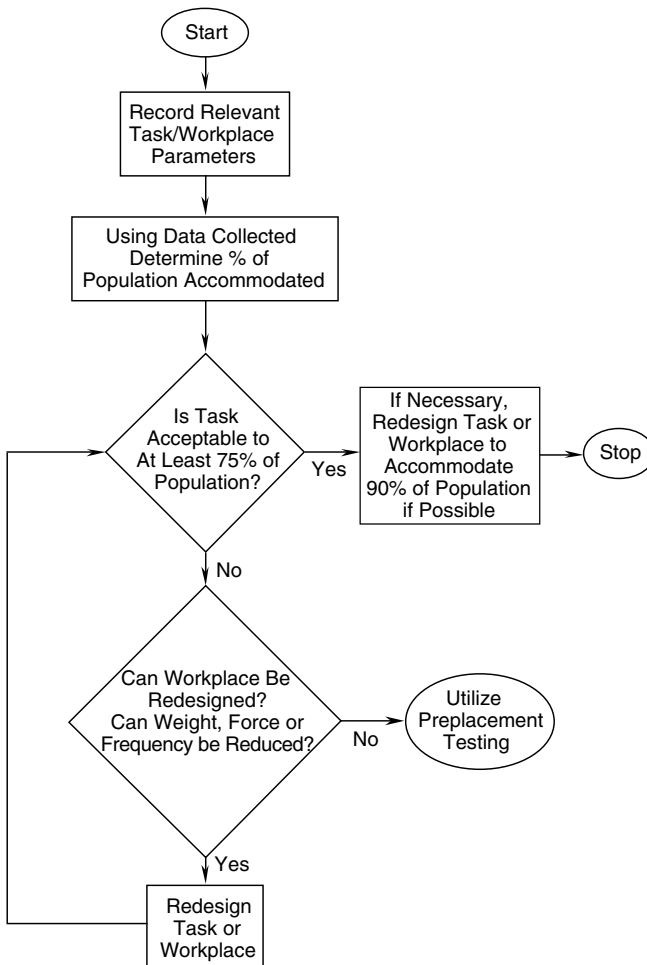 Start
Record Relevant
Task/Workplace
Parameters
Using Data Collected
Determine % of
Population Accommodated
Is Task
Acceptable to
At Least 75% of
Population?
Yes
If Necessary,
Redesign Task or
Workplace to
Accommodate
90% of Population
if Possible
Stop
No
Can Workplace Be
Redesigned?
Can Weight, Force or
Frequency be Reduced?
No
Utilize
Preplacement
Testing
Yes
Redesign
Task or
Workplace